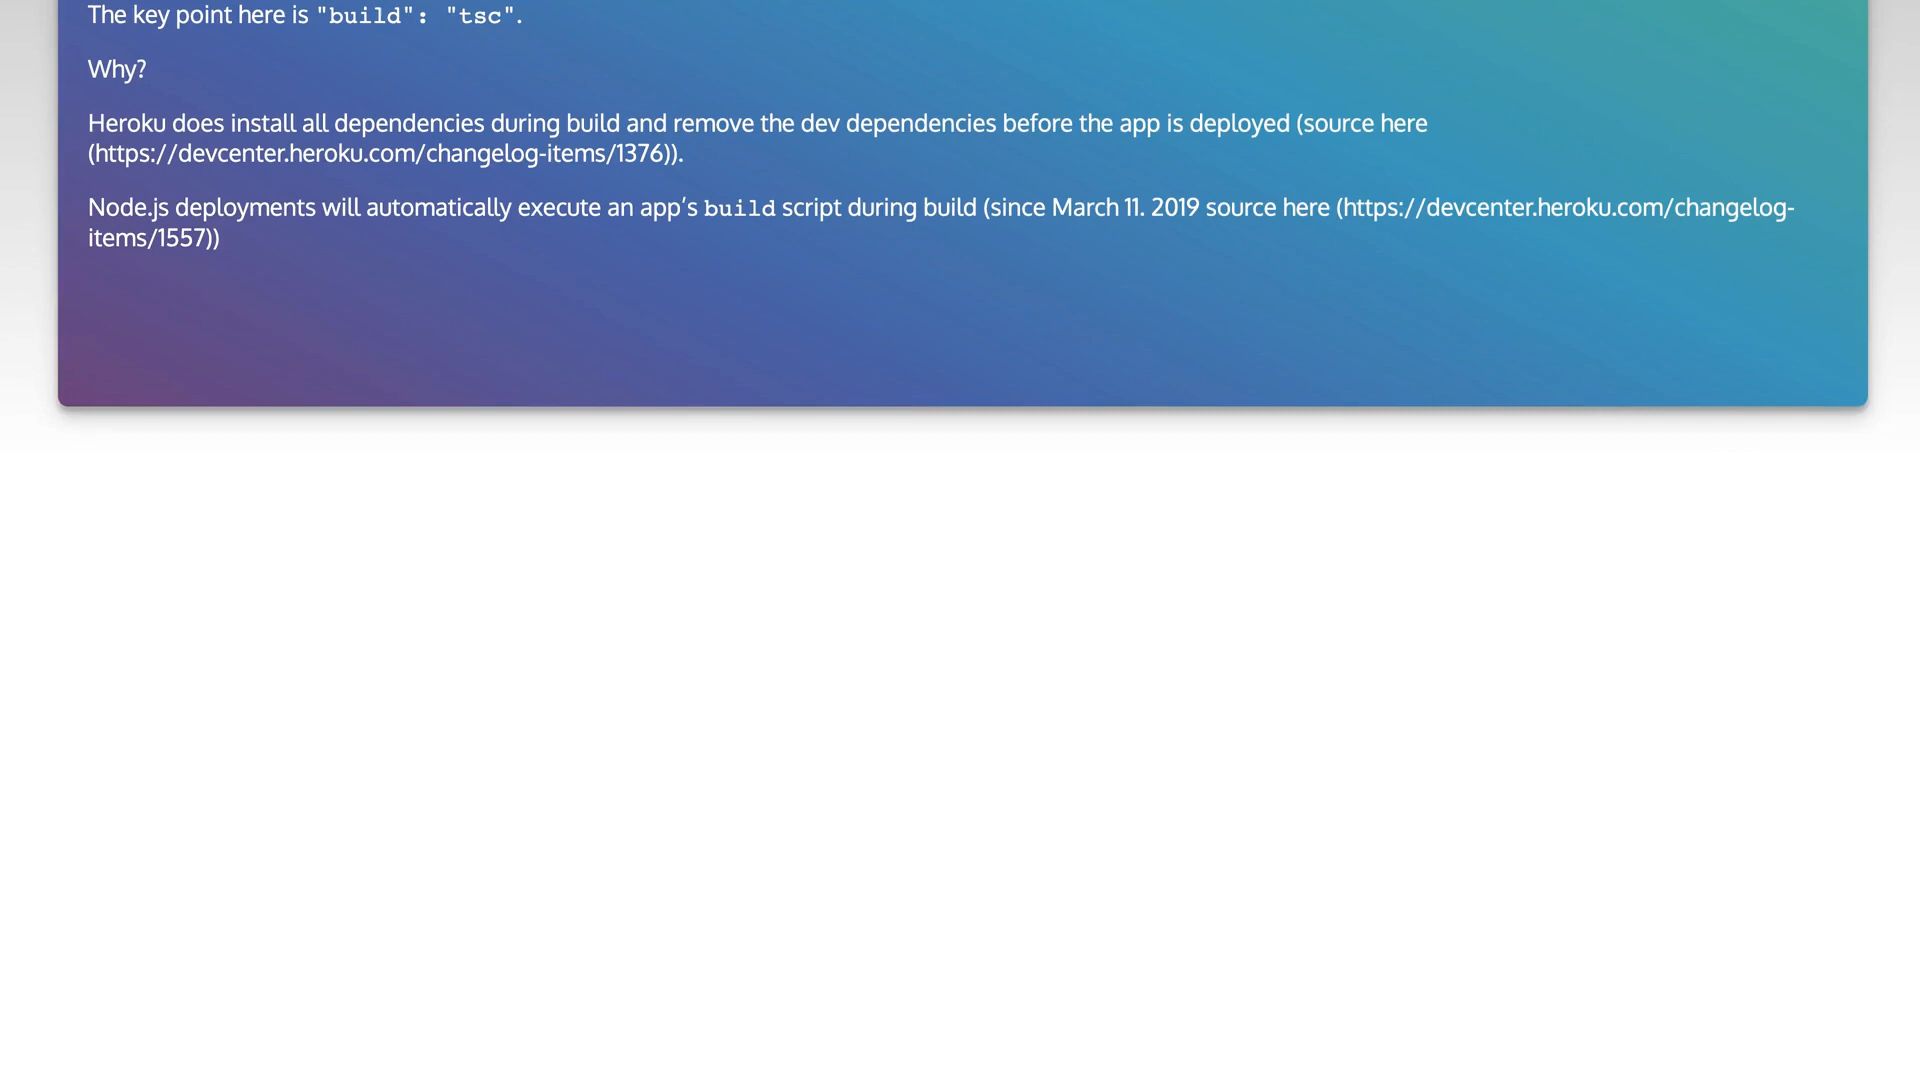 The key point here is "build": "tsc".
Why?
Heroku does install all dependencies during build and remove the dev dependencies before the app is deployed (source here
(https://devcenter.heroku.com/changelog-items/1376)).
Node.js deployments will automatically execute an app’s build script during build (since March 11. 2019 source here (https://devcenter.heroku.com/changelog-
items/1557))